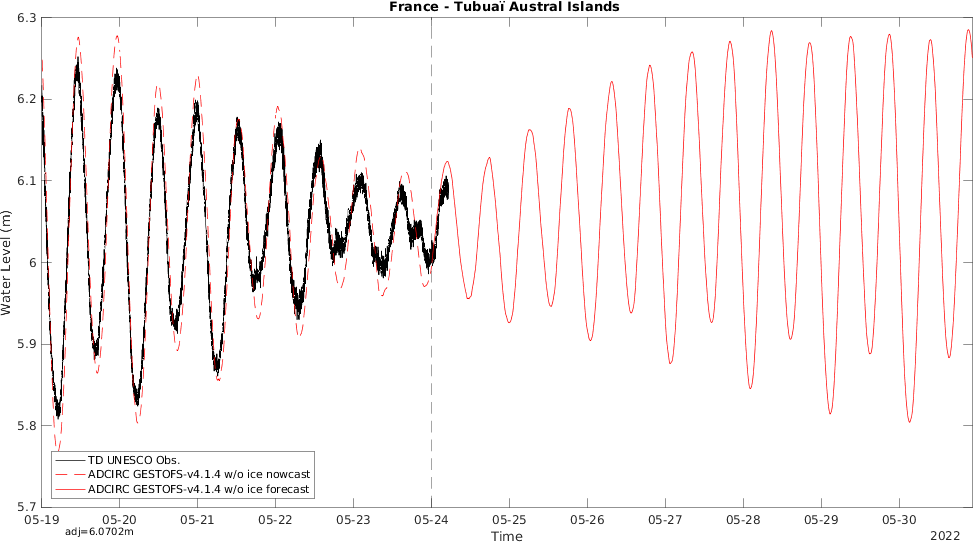 France - Tubuaï Austral Islands
6.3
6.2
6.1
6
5.9
5.8
5.7
Water Level (m)
TD UNESCO Obs.
ADCIRC GESTOFS-v4.1.4 w/o ice nowcast
ADCIRC GESTOFS-v4.1.4 w/o ice forecast
05-19 05-20 05-21 05-22 05-23 05-24 05-25 05-26 05-27 05-28 05-29 05-30
adj=6.0702m
Time
2022